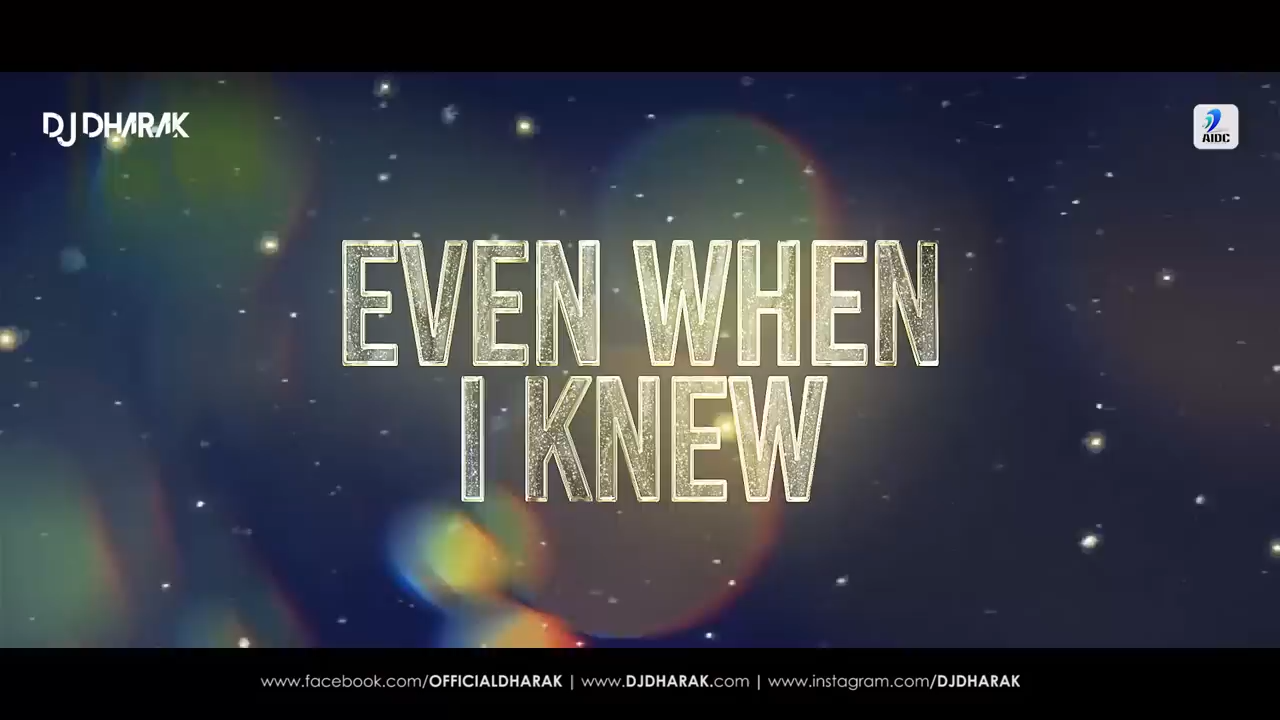 DJ DHARAK
AIDC
EVEN WHEN
I KNEW
www.facebook.com/OFFICIALDHARAK | www.DJDHARAK.com | www.instagram.com/DJDHARAK